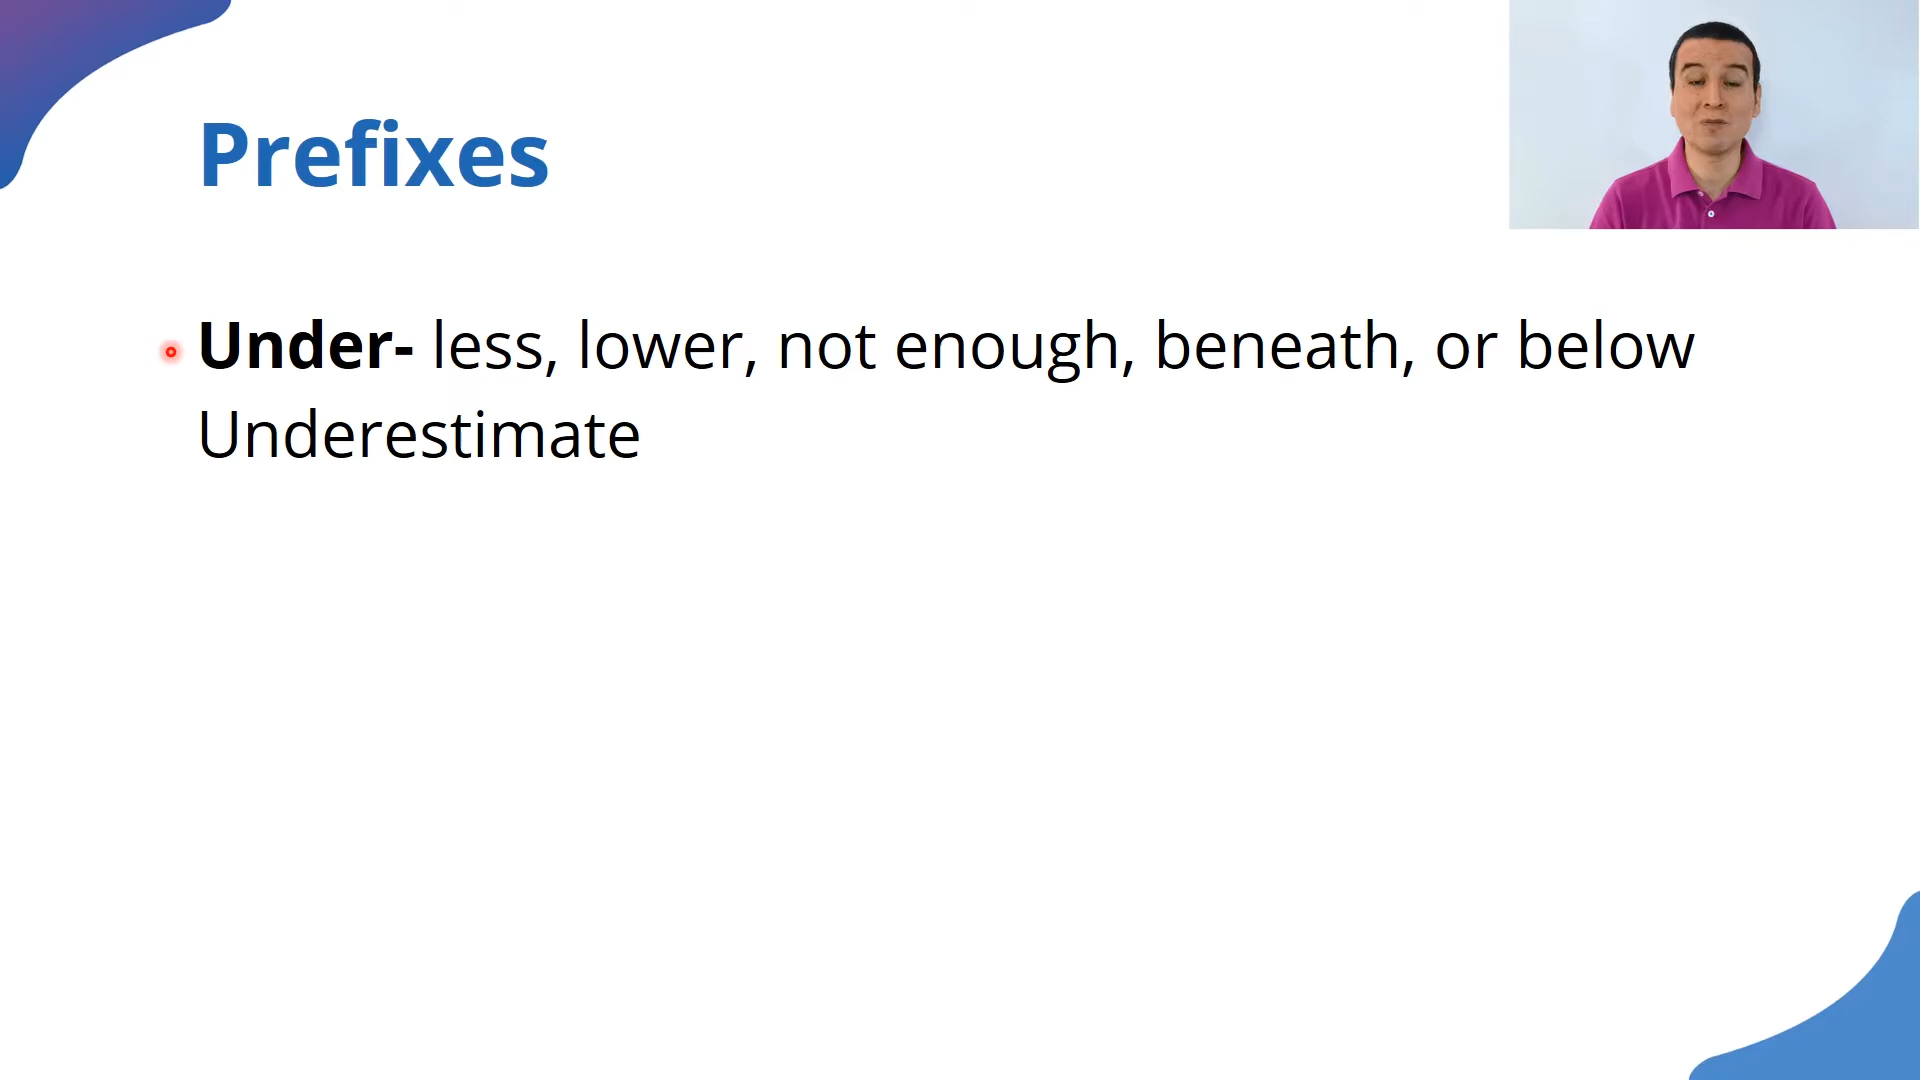 Prefixes
Under- less, lower, not enough, beneath, or below
Underestimate